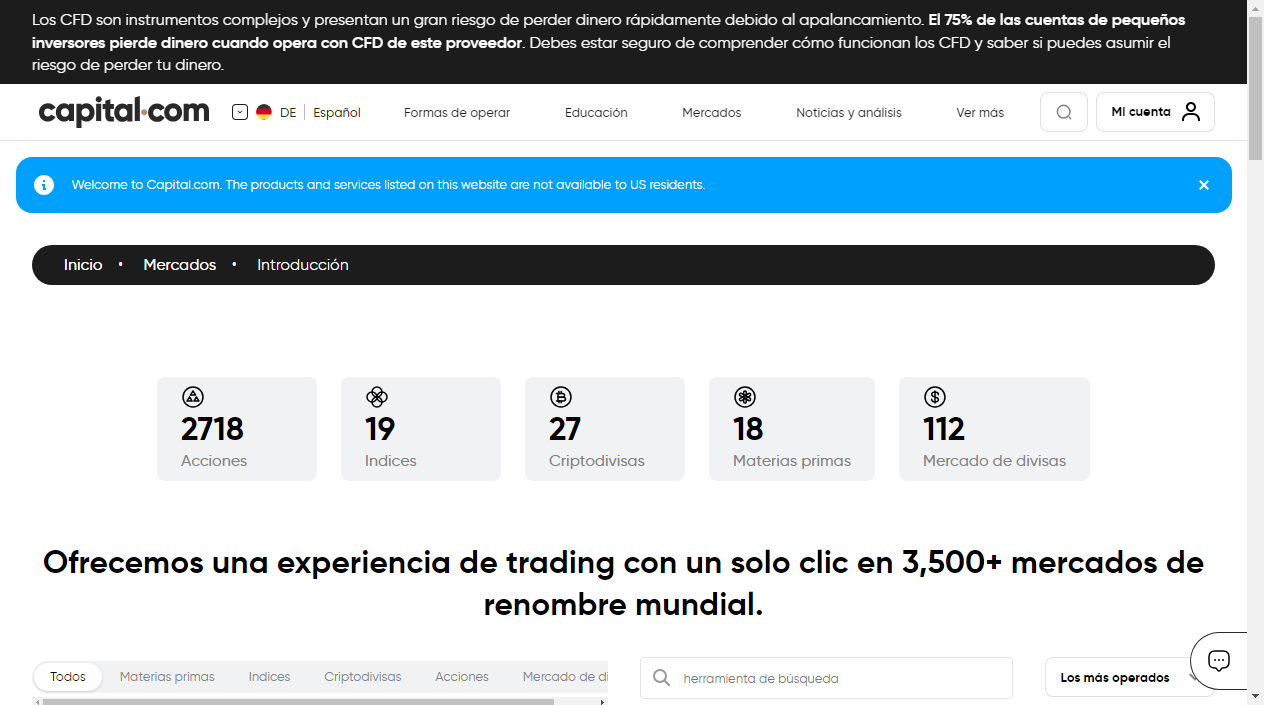 Los CFD son instrumentos complejos y presentan un gran riesgo de perder dinero rápidamente debido al apalancamiento. El 75% de las cuentas de pequeños
inversores pierde dinero cuando opera con CFD de este proveedor. Debes estar seguro de comprender cómo funcionan los CFD y saber si puedes asumir el
riesgo de perder tu dinero.
capital.com DE Español Formas de operar Educación Mercados Noticias y análisis Ver más Mi cuenta
Welcome to Capital.com. The products and services listed on this website are not available to US residents.
Inicio • Mercados • Introducción
2718 19 27 18 112
Acciones Indices Criptodivisas Materias primas Mercado de divisas
Ofrecemos una experiencia de trading con un solo clic en 3,500+ mercados de
renombre mundial.
Todos Materias primas Indices Criptodivisas Acciones Mercado de di herramienta de búsqueda Los más operados